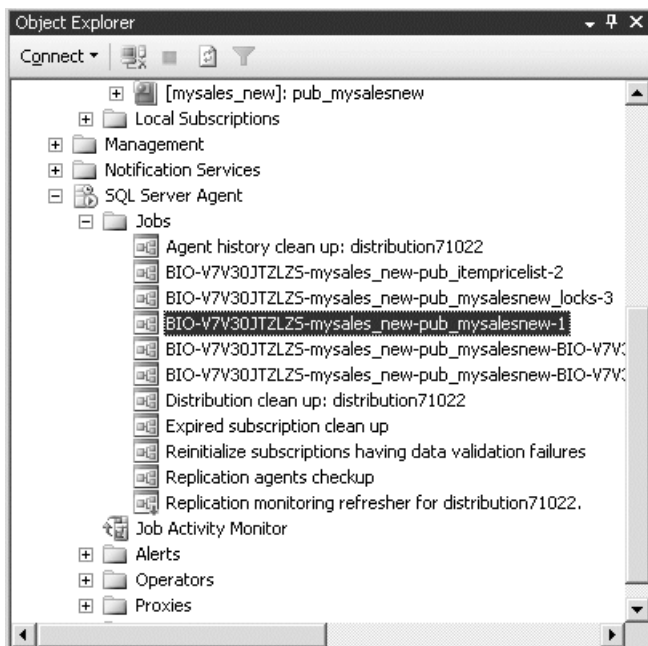 Object Explorer
Connect
[mysales_new]: pub_mysalesnew
Local Subscriptions
Management
Notification Services
SQL Server Agent
Jobs
Agent history clean up: distribution71022
BIO-V7V30JTZLZS-mysales_new-pub_itempricelist-2
BIO-V7V30JTZLZS-mysales_new-pub_mysalesnew_locks-3
BIO-V7V30JTZLZS-mysales_new-pub_mysalesnew-1
BIO-V7V30JTZLZS-mysales_new-pub_mysalesnew-BIO-V7V3
BIO-V7V30JTZLZS-mysales_new-pub_mysalesnew-BIO-V7V3
Distribution clean up: distribution71022
Expired subscription clean up
Reinitialize subscriptions having data validation failures
Replication agents checkup
Replication monitoring refresher for distribution71022.
Job Activity Monitor
Alerts
Operators
Proxies